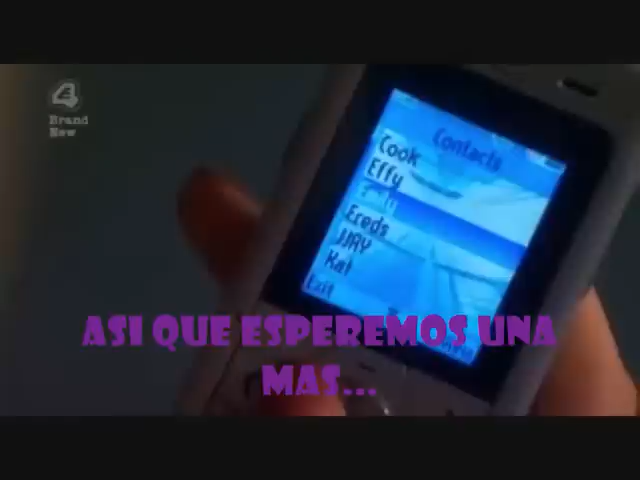 4
Brand
New
Contacts
Cook
Effy
Freds
JJAY
Kat
Exit
ASI QUE ESPEREMOS UNA
MAS...